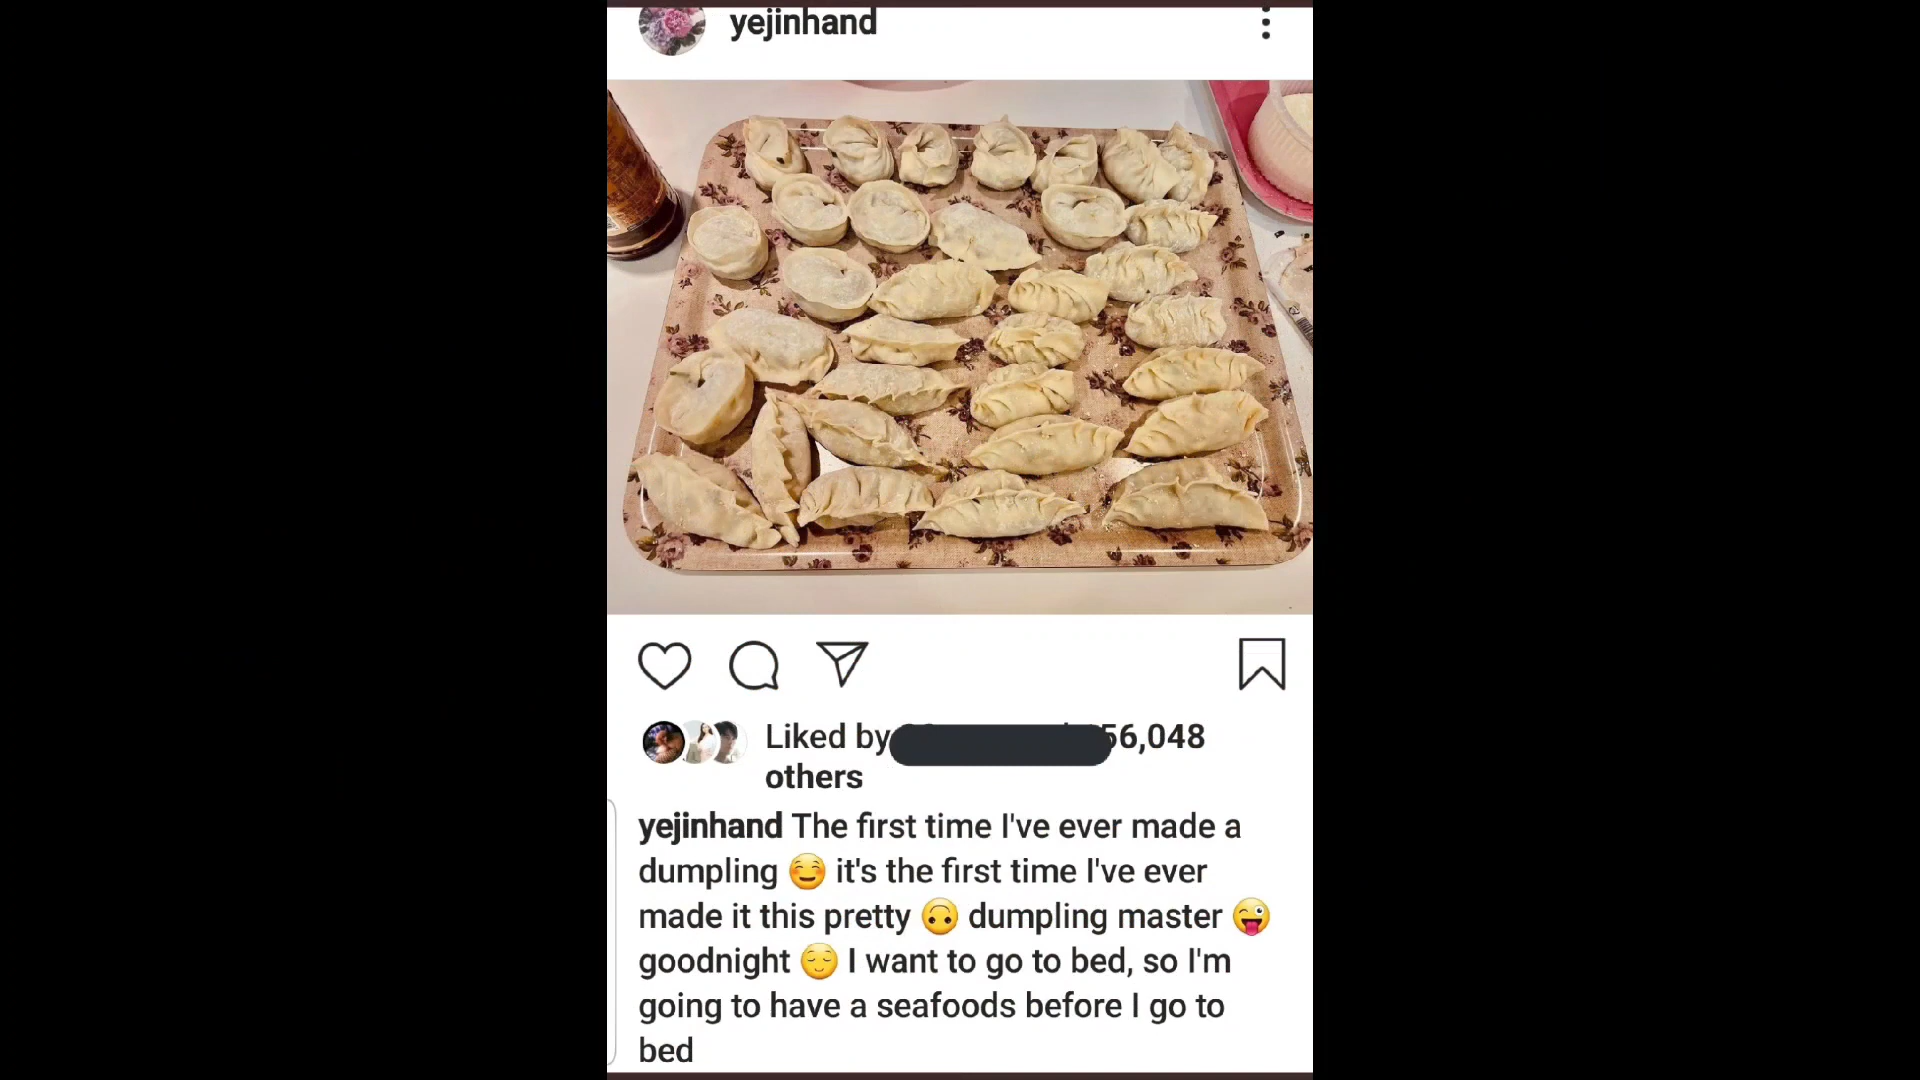 yejinhand
Liked by 56,048
others
yejinhand The first time I've ever made a
dumpling 😊 it's the first time I've ever
made it this pretty 🙃 dumpling master 😜
goodnight 😌 I want to go to bed, so I'm
going to have a seafoods before I go to
bed